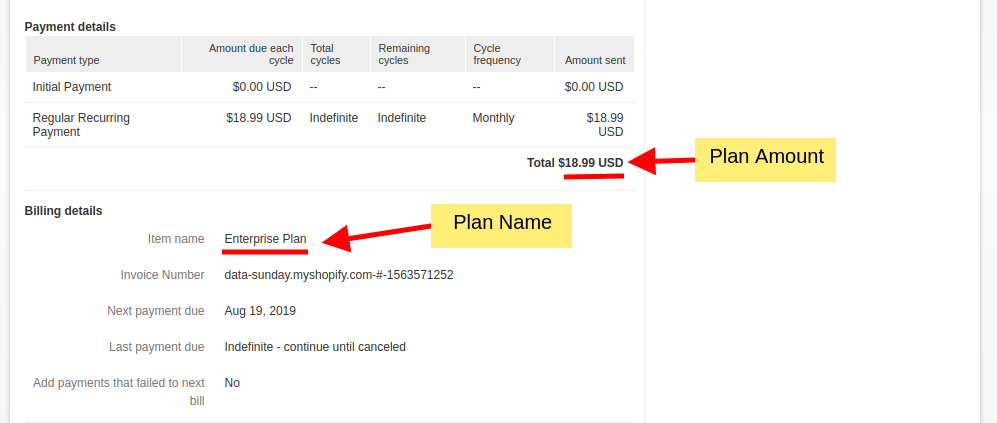 Payment details
Payment type Amount due each cycle Total cycles Remaining cycles Cycle frequency Amount sent
Initial Payment $0.00 USD -- -- -- $0.00 USD
Regular Recurring Payment $18.99 USD Indefinite Indefinite Monthly $18.99 USD
Total $18.99 USD
Plan Amount
Billing details
Plan Name
Item name Enterprise Plan
Invoice Number data-sunday.myshopify.com-#-1563571252
Next payment due Aug 19, 2019
Last payment due Indefinite - continue until canceled
Add payments that failed to next bill No